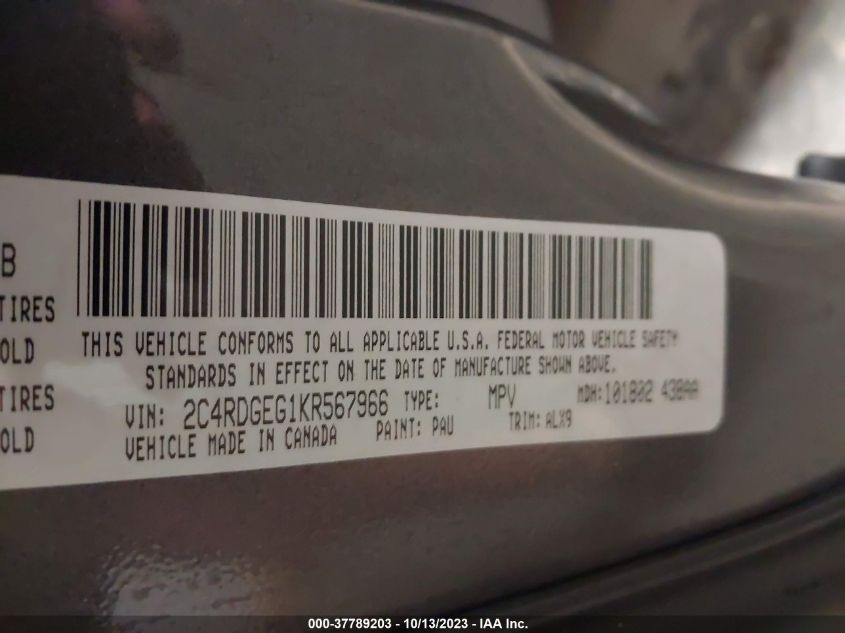 B
TIRES
OLD
TIRES
OLD
THIS VEHICLE CONFORMS TO ALL APPLICABLE U.S.A. FEDERAL MOTOR VEHICLE SAFETY
STANDARDS IN EFFECT ON THE DATE OF MANUFACTURE SHOWN ABOVE.
VIN: 2C4RDGEG1KR567966 TYPE: MPV MDH:101802 438AA
VEHICLE MADE IN CANADA PAINT: PAU TRIM: ALX9
000-37789203 - 10/13/2023 - IAA Inc.